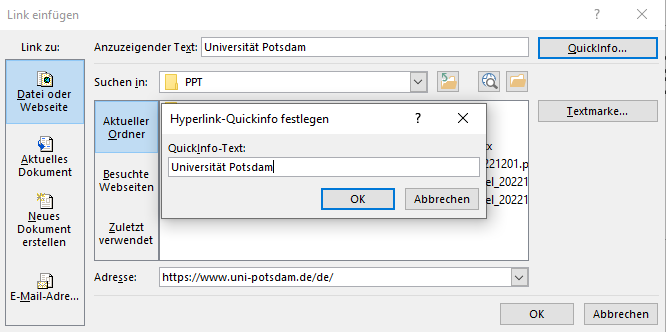 Link einfügen
?
Link zu:
Anzuzeigender Text: Universität Potsdam
QuickInfo...
Datei oder
Webseite
Aktuelles
Dokument
Neues
Dokument
erstellen
E-Mail-Adre...
Suchen in:
PPT
Textmarke...
Aktueller
Ordner
Besuchte
Webseiten
Zuletzt
verwendet
x
221201.p
el_20221
el_20221
Hyperlink-Quickinfo festlegen
?
QuickInfo-Text:
Universität Potsdam
OK
Abbrechen
Adresse:
https://www.uni-potsdam.de/de/
OK
Abbrechen